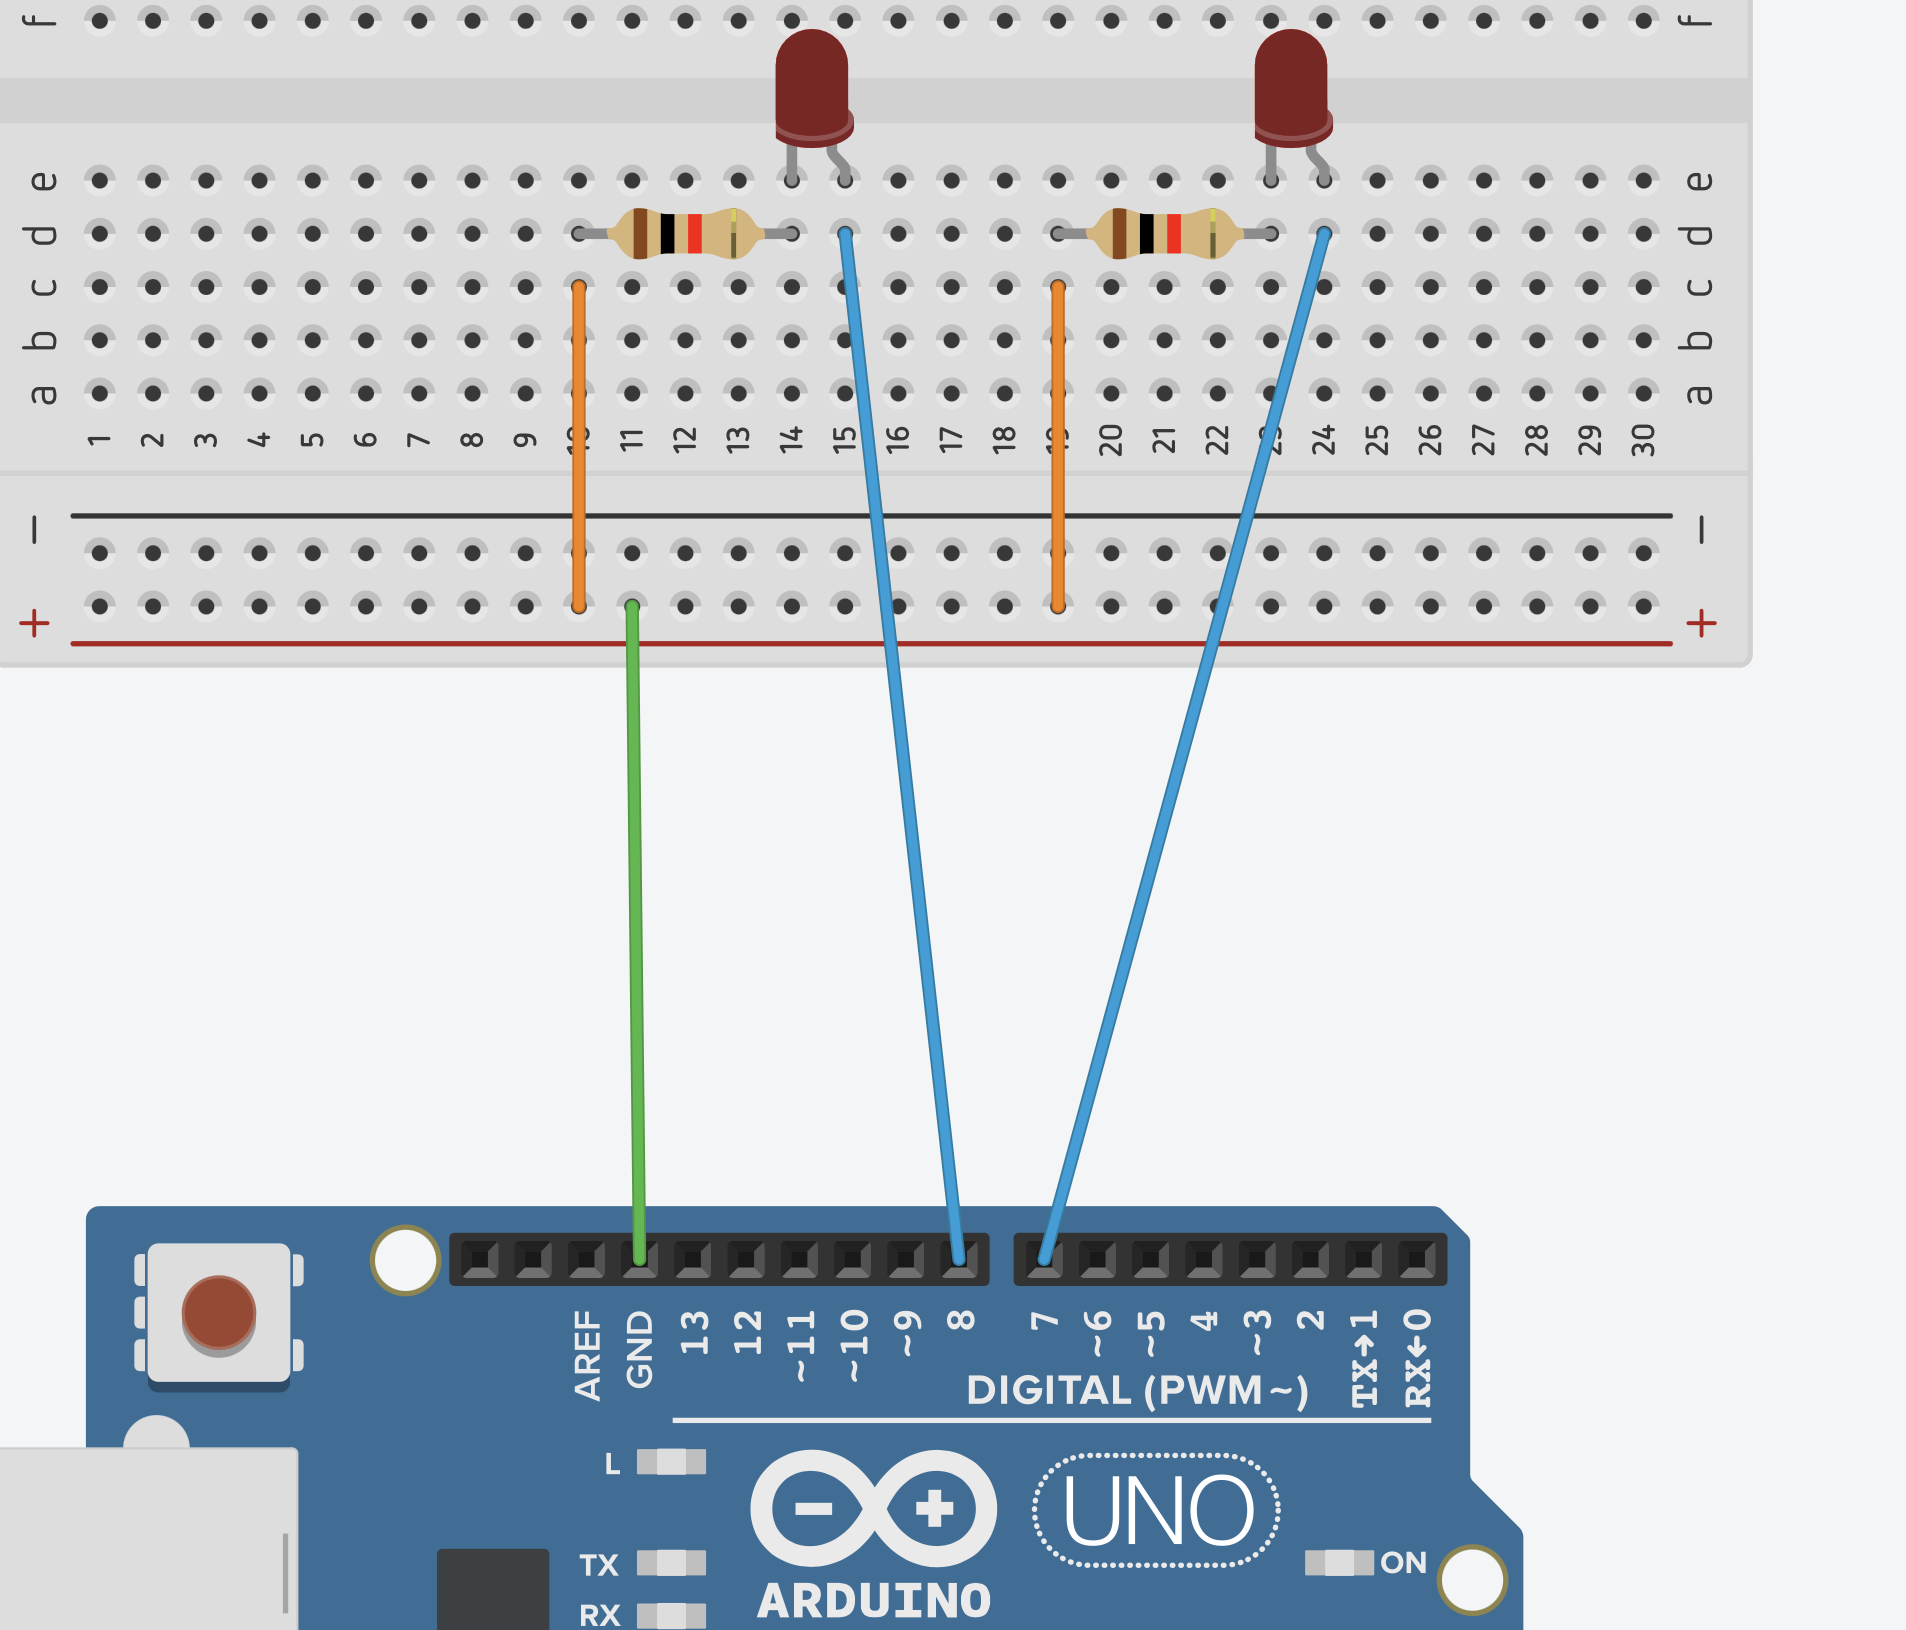 f f
e e
d d
c c
b b
a a
1 2 3 4 5 6 7 8 9 10 11 12 13 14 15 16 17 18 19 20 21 22 23 24 25 26 27 28 29 30
− −
+ +
AREF GND 13 12 ~11 ~10 ~9 8 7 ~6 ~5 4 ~3 2 TX→1 RX←0
DIGITAL (PWM~)
L
UNO
TX
ON
ARDUINO
RX